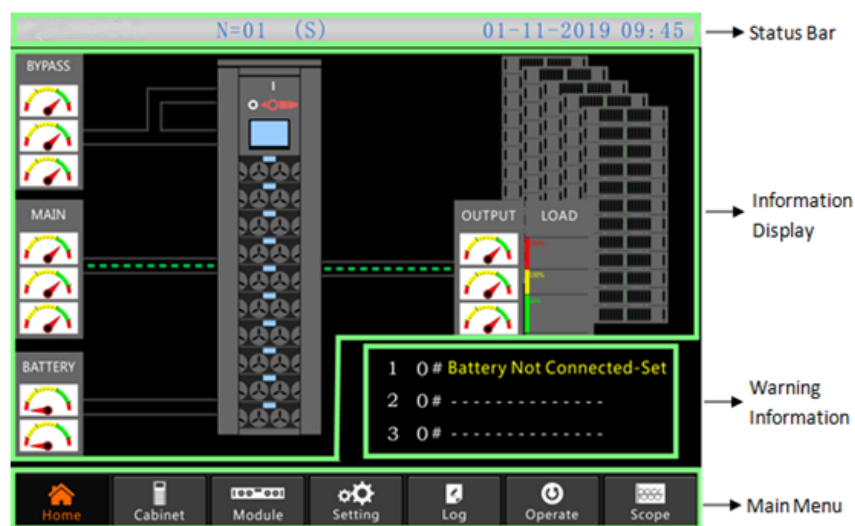 N=01 (S) 01-11-2019 09:45
Status Bar
BYPASS
MAIN
OUTPUT LOAD
100%
Information
Display
BATTERY
1 0# Battery Not Connected-Set
2 0# - - - - - - - - - - - - - -
3 0# - - - - - - - - - - - - - -
Warning
Information
Home Cabinet Module Setting Log Operate Scope
Main Menu